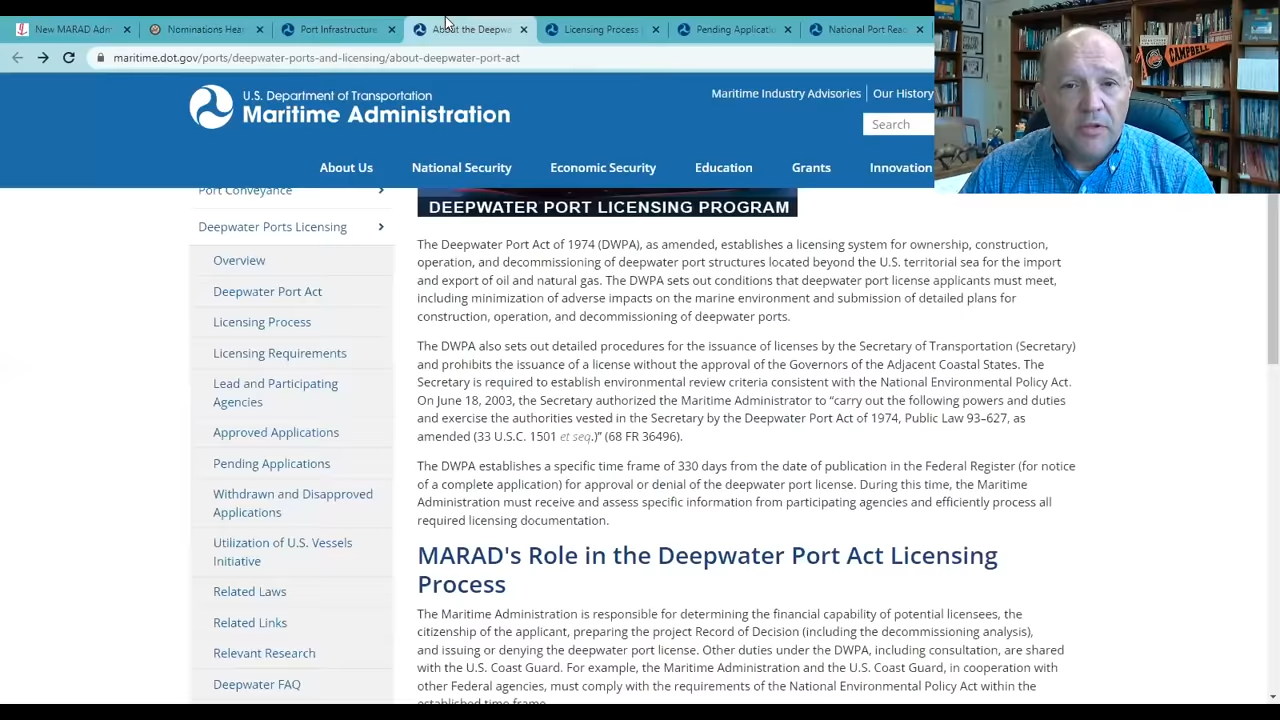 New MARAD Admi
Nominations Hea
Port Infrastructure
About the Deepwa
Licensing Process
Pending Applicatio
National Port Read
maritime.dot.gov/ports/deepwater-ports-and-licensing/about-deepwater-port-act
U.S. Department of Transportation
Maritime Administration
Maritime Industry Advisories
Our History
Search
About Us
National Security
Economic Security
Education
Grants
Innovation
CAMPBELL
Port Conveyance
Deepwater Ports Licensing
Overview
Deepwater Port Act
Licensing Process
Licensing Requirements
Lead and Participating
Agencies
Approved Applications
Pending Applications
Withdrawn and Disapproved
Applications
Utilization of U.S. Vessels
Initiative
Related Laws
Related Links
Relevant Research
Deepwater FAQ
DEEPWATER PORT LICENSING PROGRAM
The Deepwater Port Act of 1974 (DWPA), as amended, establishes a licensing system for ownership, construction,
operation, and decommissioning of deepwater port structures located beyond the U.S. territorial sea for the import
and export of oil and natural gas. The DWPA sets out conditions that deepwater port license applicants must meet,
including minimization of adverse impacts on the marine environment and submission of detailed plans for
construction, operation, and decommissioning of deepwater ports.
The DWPA also sets out detailed procedures for the issuance of licenses by the Secretary of Transportation (Secretary)
and prohibits the issuance of a license without the approval of the Governors of the Adjacent Coastal States. The
Secretary is required to establish environmental review criteria consistent with the National Environmental Policy Act.
On June 18, 2003, the Secretary authorized the Maritime Administrator to “carry out the following powers and duties
and exercise the authorities vested in the Secretary by the Deepwater Port Act of 1974, Public Law 93–627, as
amended (33 U.S.C. 1501 et seq.)” (68 FR 36496).
The DWPA establishes a specific time frame of 330 days from the date of publication in the Federal Register (for notice
of a complete application) for approval or denial of the deepwater port license. During this time, the Maritime
Administration must receive and assess specific information from participating agencies and efficiently process all
required licensing documentation.
MARAD's Role in the Deepwater Port Act Licensing
Process
The Maritime Administration is responsible for determining the financial capability of potential licensees, the
citizenship of the applicant, preparing the project Record of Decision (including the decommissioning analysis),
and issuing or denying the deepwater port license. Other duties under the DWPA, including consultation, are shared
with the U.S. Coast Guard. For example, the Maritime Administration and the U.S. Coast Guard, in cooperation with
other Federal agencies, must comply with the requirements of the National Environmental Policy Act within the
established time frame.